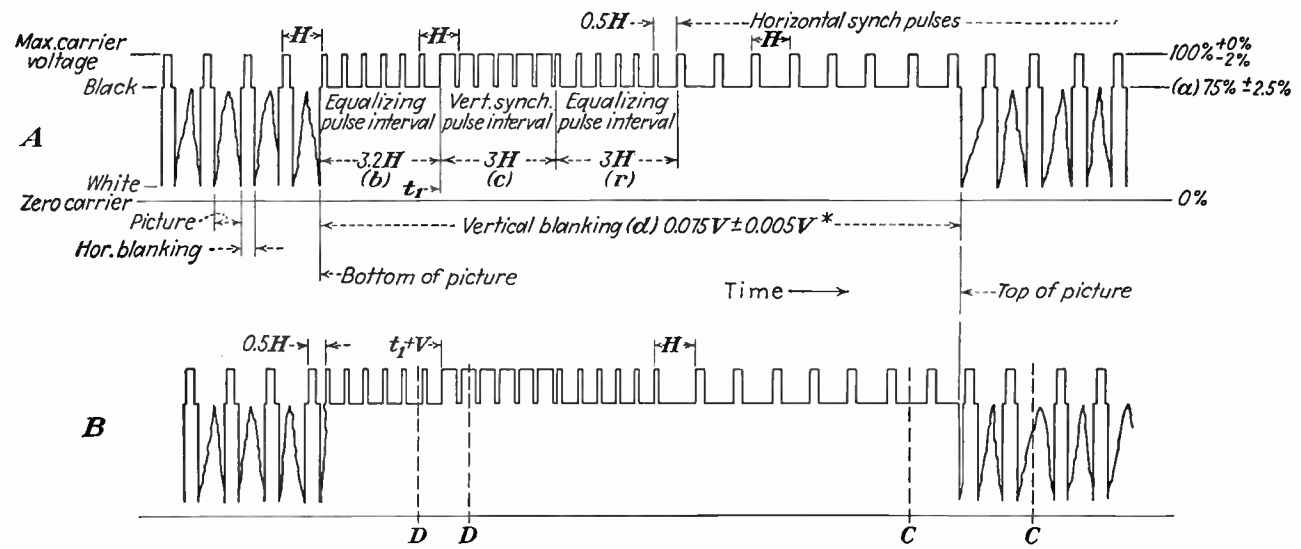 0.5H
Horizontal synch pulses
H
H
H
Max. carrier
voltage
100% +0%
-2%
Black
(a) 75% ±2.5%
Equalizing
pulse interval
Vert. synch.
pulse interval
Equalizing
pulse interval
A
3.2H
(b)
3H
(c)
3H
(r)
White
t1
Zero carrier
0%
Picture
Vertical blanking (d) 0.075V ± 0.005V *
Hor. blanking
Bottom of picture
Time
Top of picture
0.5H
t1+V
H
B
D
D
C
C